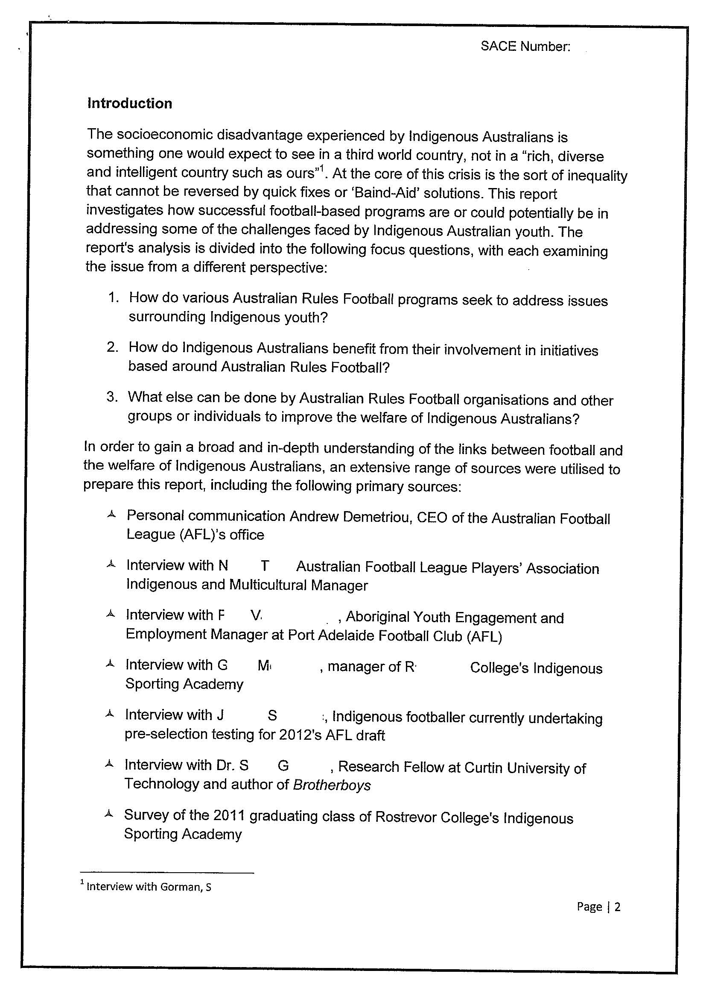 SACE Number:
Introduction
The socioeconomic disadvantage experienced by Indigenous Australians is
something one would expect to see in a third world country, not in a “rich, diverse
and intelligent country such as ours”1. At the core of this crisis is the sort of inequality
that cannot be reversed by quick fixes or ‘Baind-Aid’ solutions. This report
investigates how successful football-based programs are or could potentially be in
addressing some of the challenges faced by Indigenous Australian youth. The
report's analysis is divided into the following focus questions, with each examining
the issue from a different perspective:
1. How do various Australian Rules Football programs seek to address issues
surrounding Indigenous youth?
2. How do Indigenous Australians benefit from their involvement in initiatives
based around Australian Rules Football?
3. What else can be done by Australian Rules Football organisations and other
groups or individuals to improve the welfare of Indigenous Australians?
In order to gain a broad and in-depth understanding of the links between football and
the welfare of Indigenous Australians, an extensive range of sources were utilised to
prepare this report, including the following primary sources:
Personal communication Andrew Demetriou, CEO of the Australian Football
League (AFL)'s office
Interview with N T Australian Football League Players’ Association
Indigenous and Multicultural Manager
Interview with F V , Aboriginal Youth Engagement and
Employment Manager at Port Adelaide Football Club (AFL)
Interview with G M , manager of R College's Indigenous
Sporting Academy
Interview with J S , Indigenous footballer currently undertaking
pre-selection testing for 2012's AFL draft
Interview with Dr. S G , Research Fellow at Curtin University of
Technology and author of Brotherboys
Survey of the 2011 graduating class of Rostrevor College's Indigenous
Sporting Academy
1 Interview with Gorman, S
Page | 2